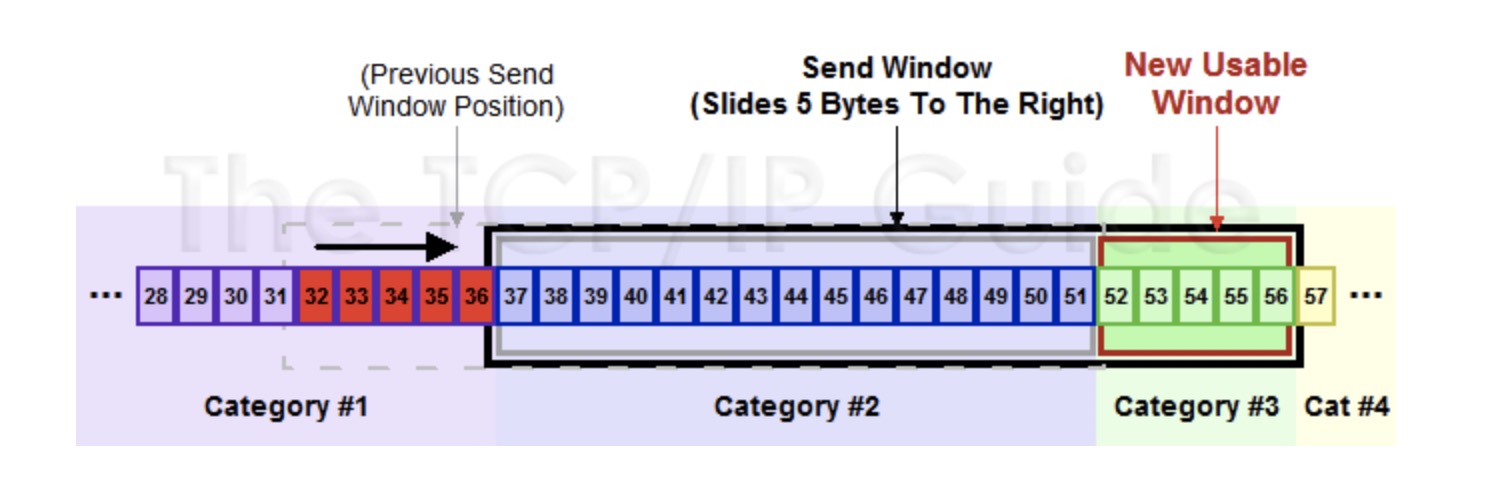 (Previous Send
Window Position)
Send Window
(Slides 5 Bytes To The Right)
New Usable
Window
The TCP/IP Guide
... 28 29 30 31 32 33 34 35 36 37 38 39 40 41 42 43 44 45 46 47 48 49 50 51 52 53 54 55 56 57 ...
Category #1
Category #2
Category #3
Cat #4